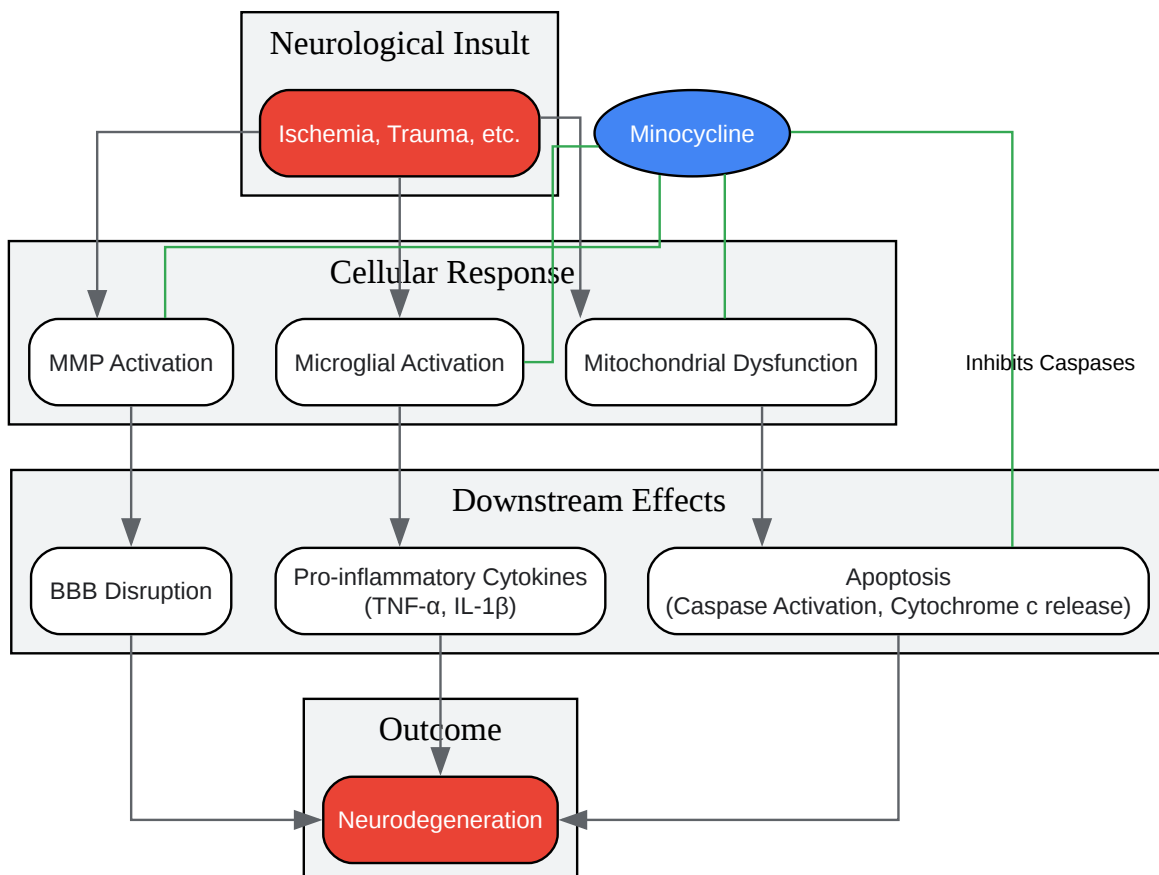 Neurological Insult
Ischemia, Trauma, etc.
Minocycline
Cellular Response
MMP Activation
Microglial Activation
Mitochondrial Dysfunction
Inhibits Caspases
Downstream Effects
BBB Disruption
Pro-inflammatory Cytokines
(TNF-α, IL-1β)
Apoptosis
(Caspase Activation, Cytochrome c release)
Outcome
Neurodegeneration